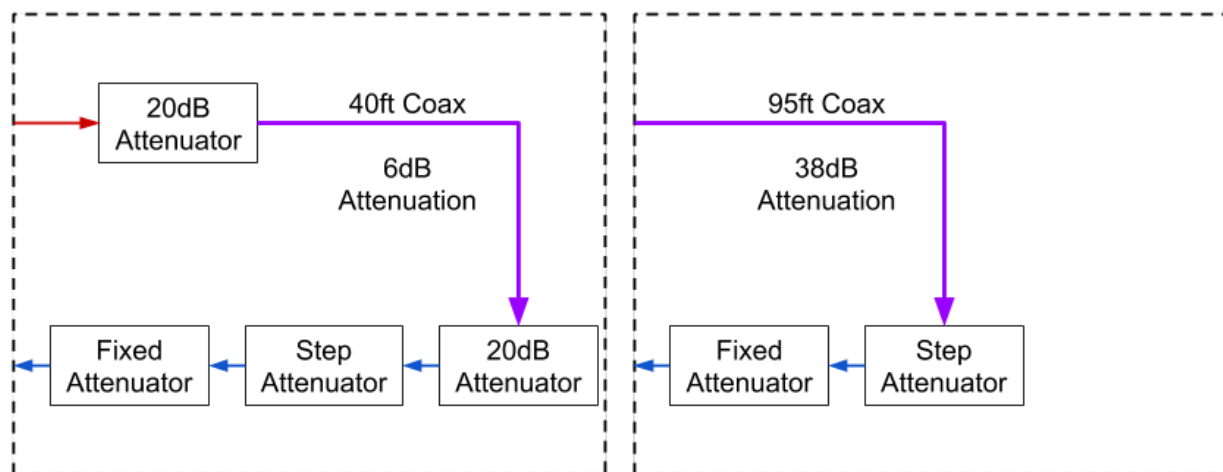 20dB
Attenuator
40ft Coax
6dB
Attenuation
Fixed
Attenuator
Step
Attenuator
20dB
Attenuator
95ft Coax
38dB
Attenuation
Fixed
Attenuator
Step
Attenuator